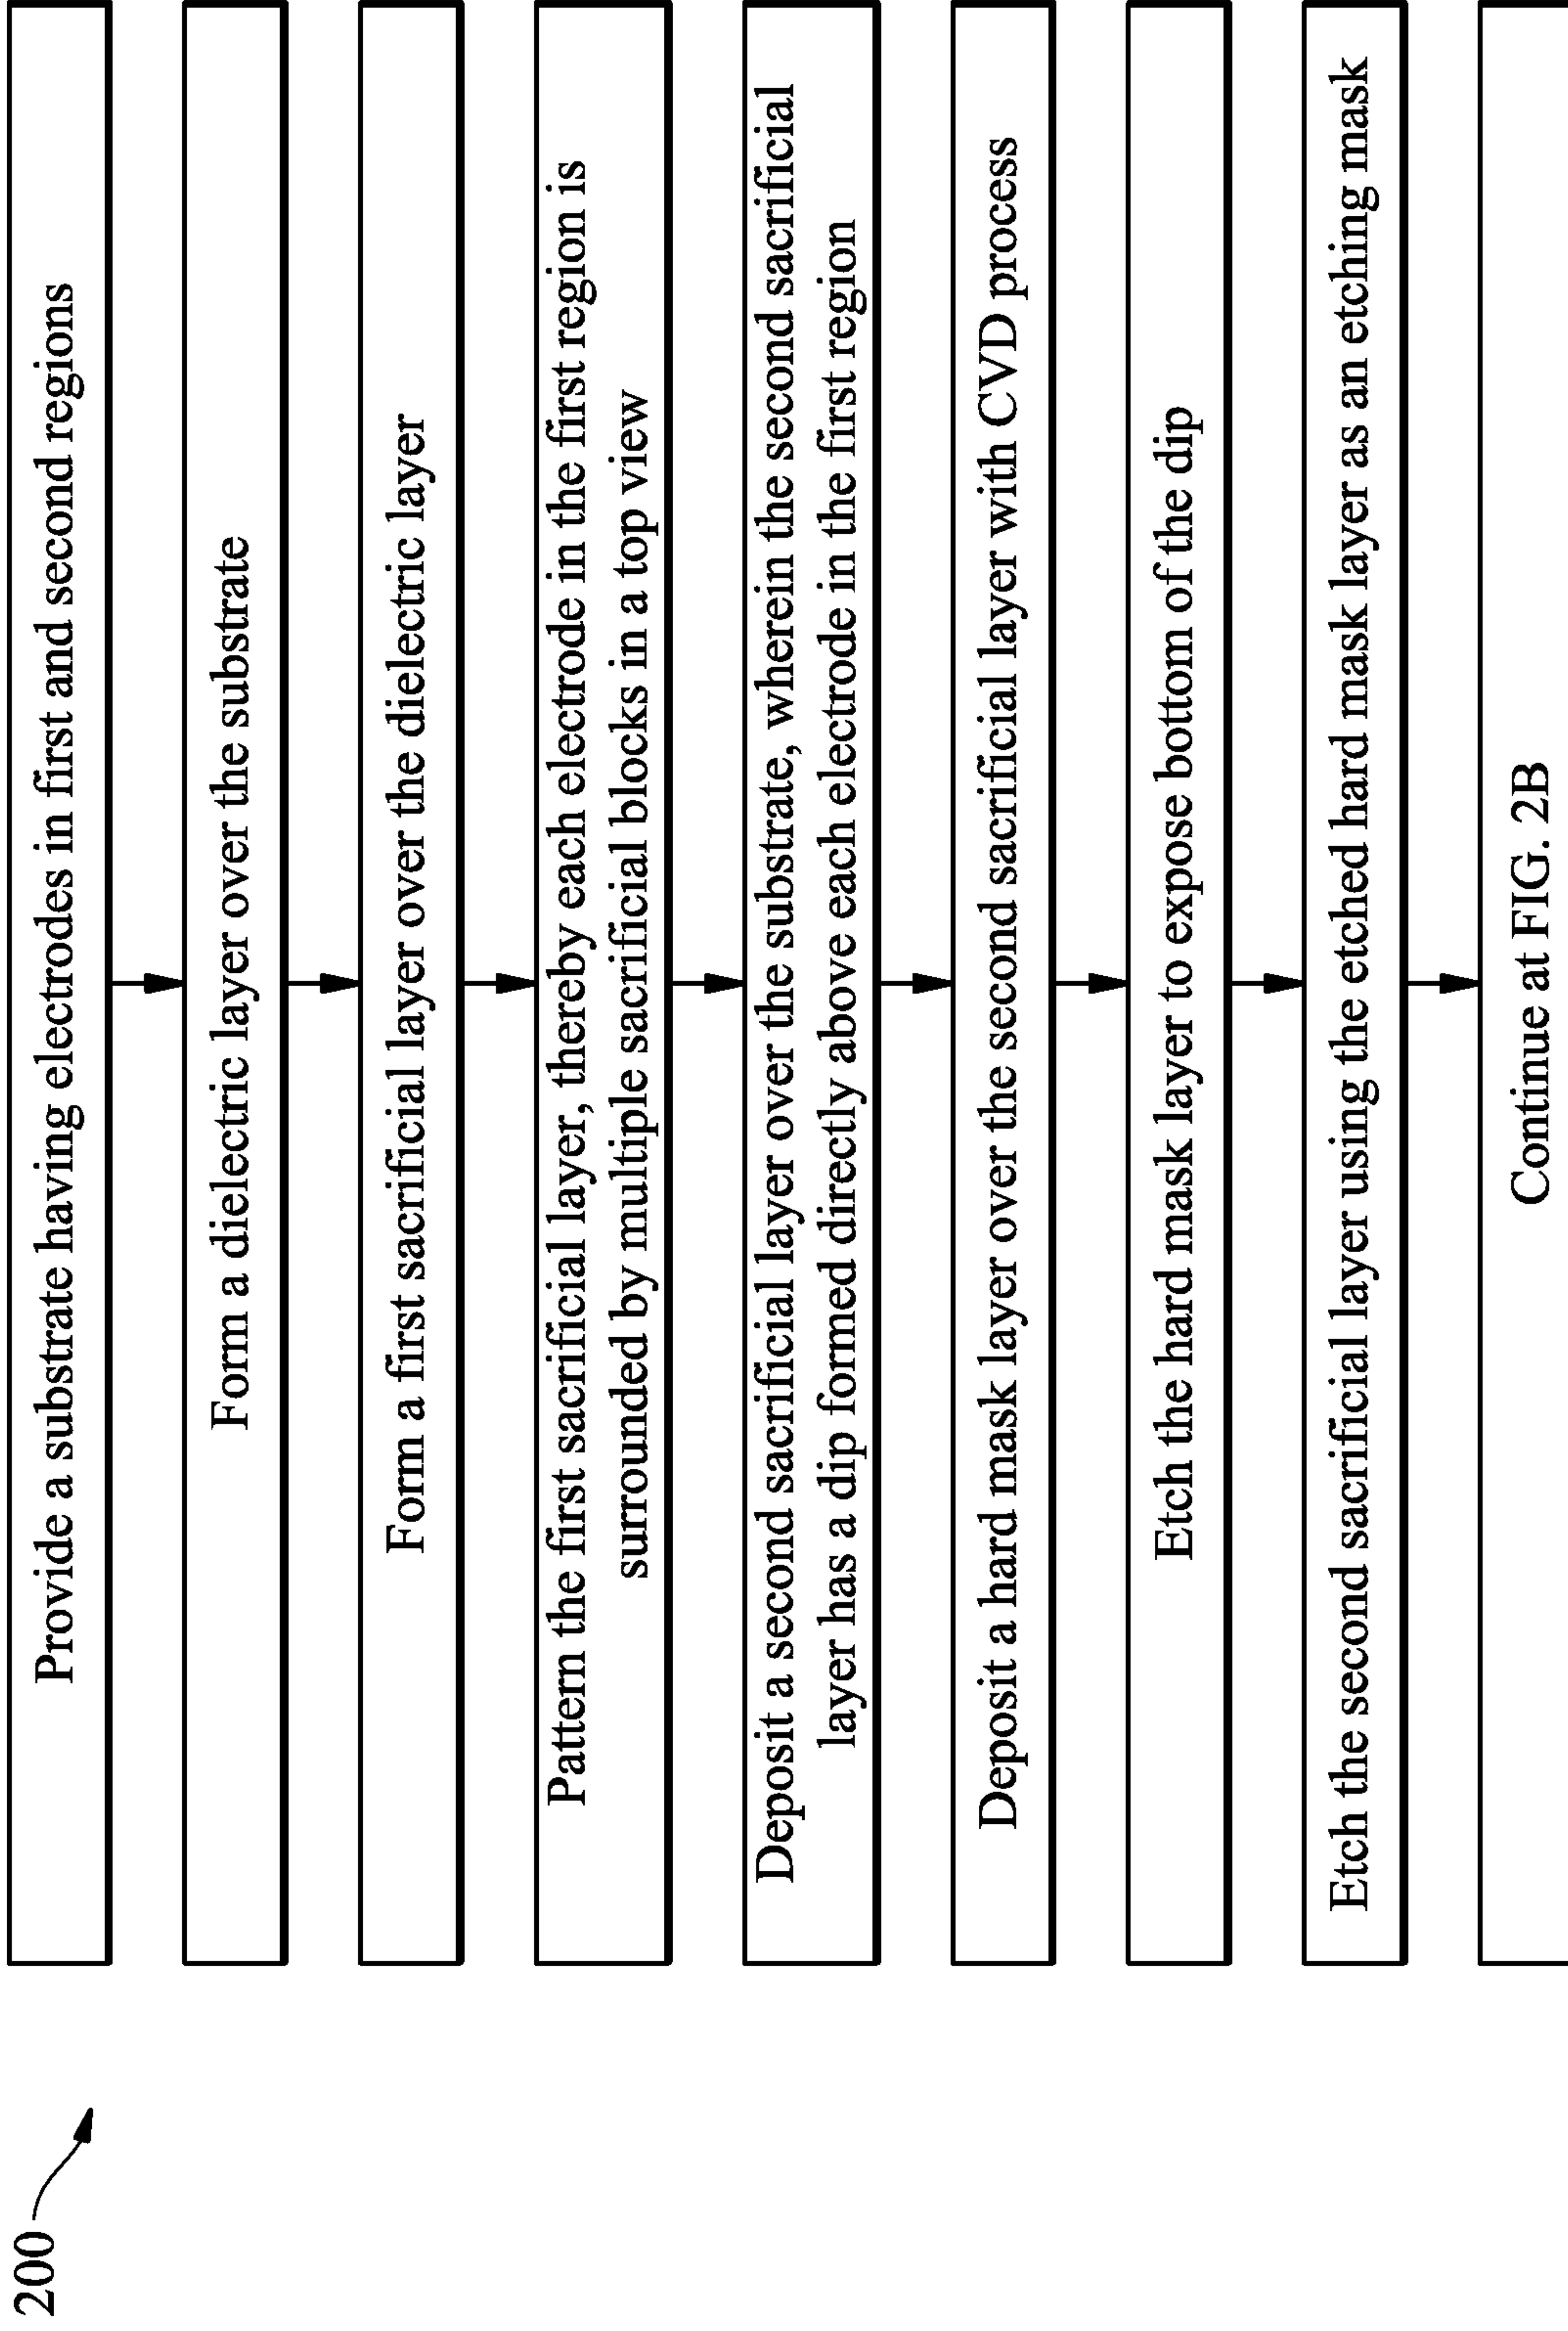 200
Provide a substrate having electrodes in first and second regions
Form a dielectric layer over the substrate
Form a first sacrificial layer over the dielectric layer
Pattern the first sacrificial layer, thereby each electrode in the first region is
surrounded by multiple sacrificial blocks in a top view
Deposit a second sacrificial layer over the substrate, wherein the second sacrificial
layer has a dip formed directly above each electrode in the first region
Deposit a hard mask layer over the second sacrificial layer with CVD process
Etch the hard mask layer to expose bottom of the dip
Etch the second sacrificial layer using the etched hard mask layer as an etching mask
Continue at FIG. 2B